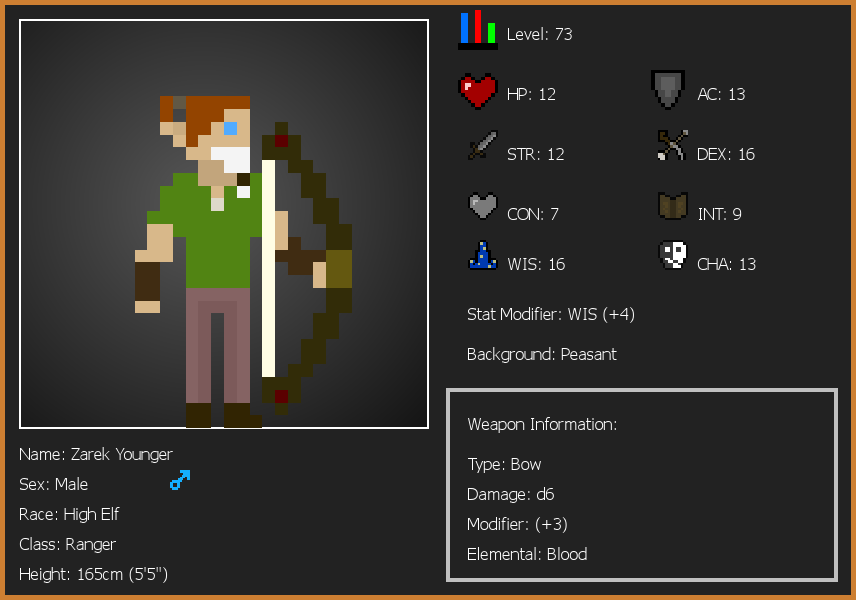 Level: 73
HP: 12
AC: 13
STR: 12
DEX: 16
CON: 7
INT: 9
WIS: 16
CHA: 13
Stat Modifier: WIS (+4)
Background: Peasant
Weapon Information:
Type: Bow
Damage: d6
Modifier: (+3)
Elemental: Blood
Name: Zarek Younger
Sex: Male
Race: High Elf
Class: Ranger
Height: 165cm (5'5")